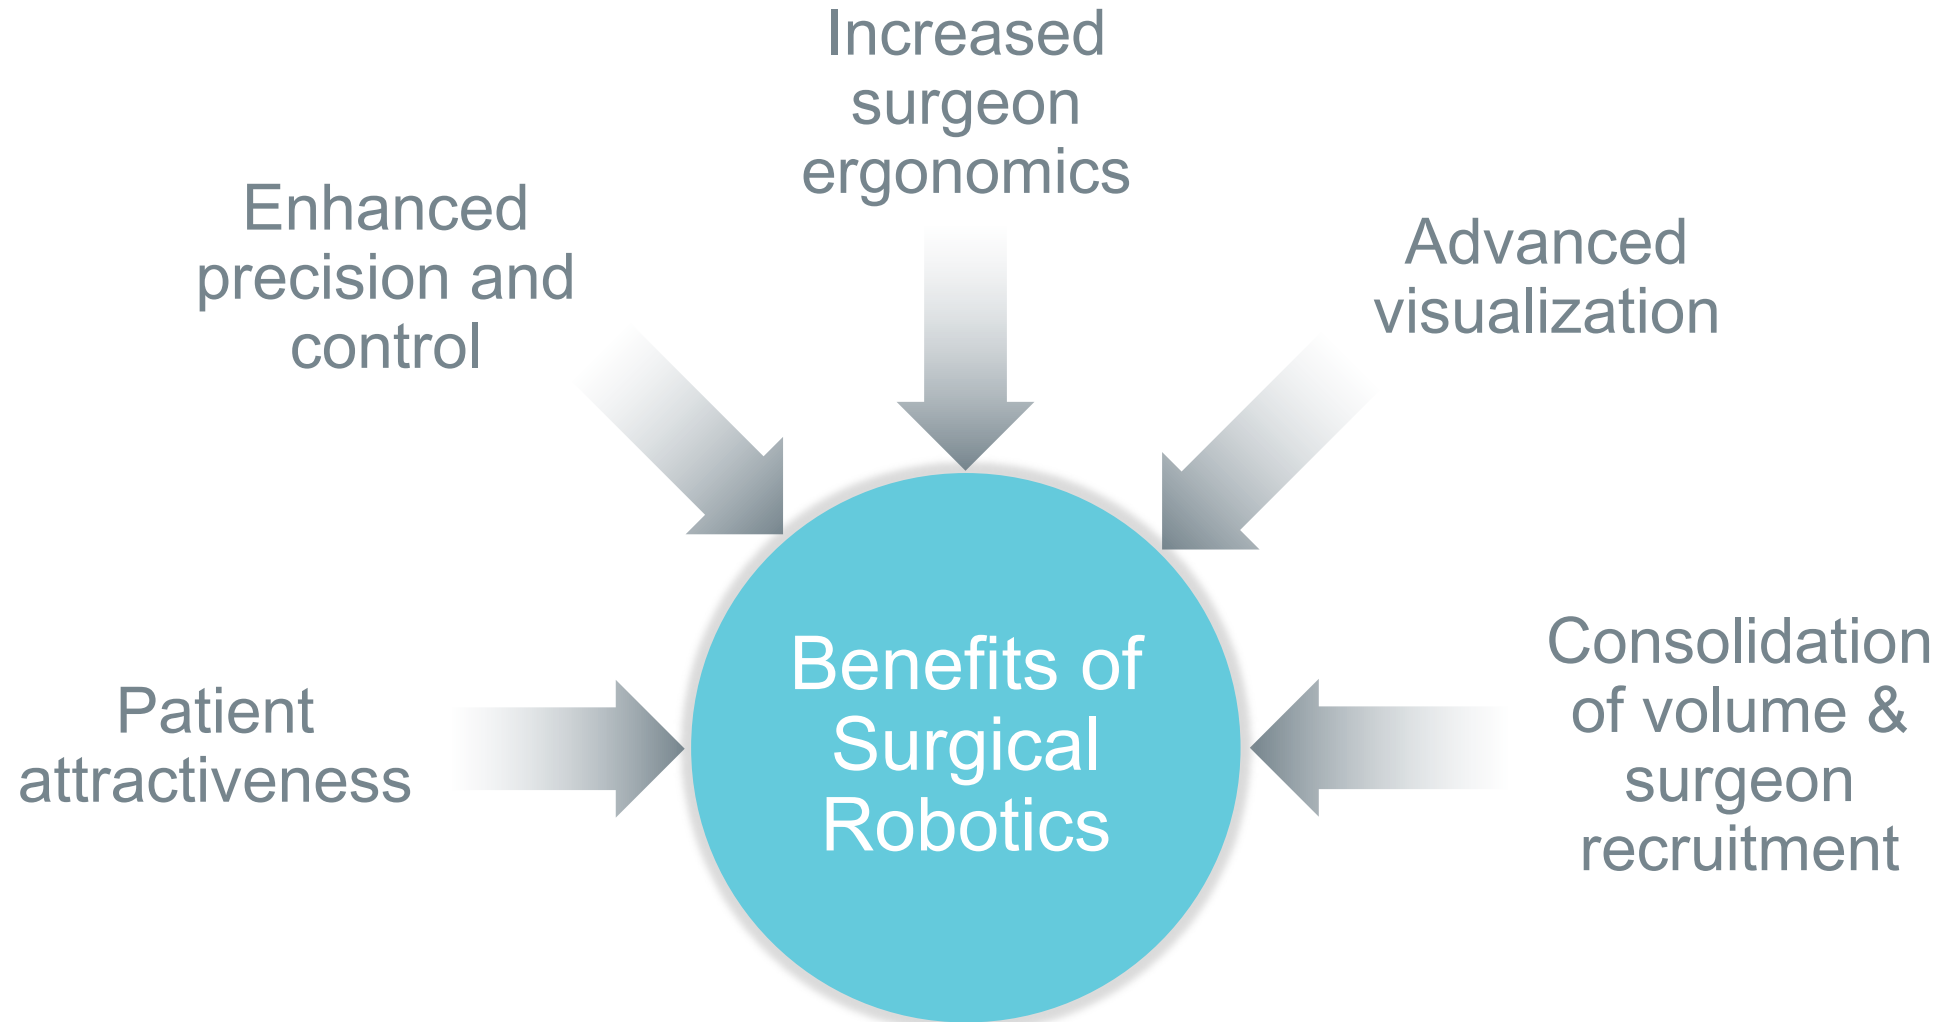 Increased
surgeon
ergonomics
Enhanced
precision and
control
Advanced
visualization
Patient
attractiveness
Benefits of
Surgical
Robotics
Consolidation
of volume &
surgeon
recruitment